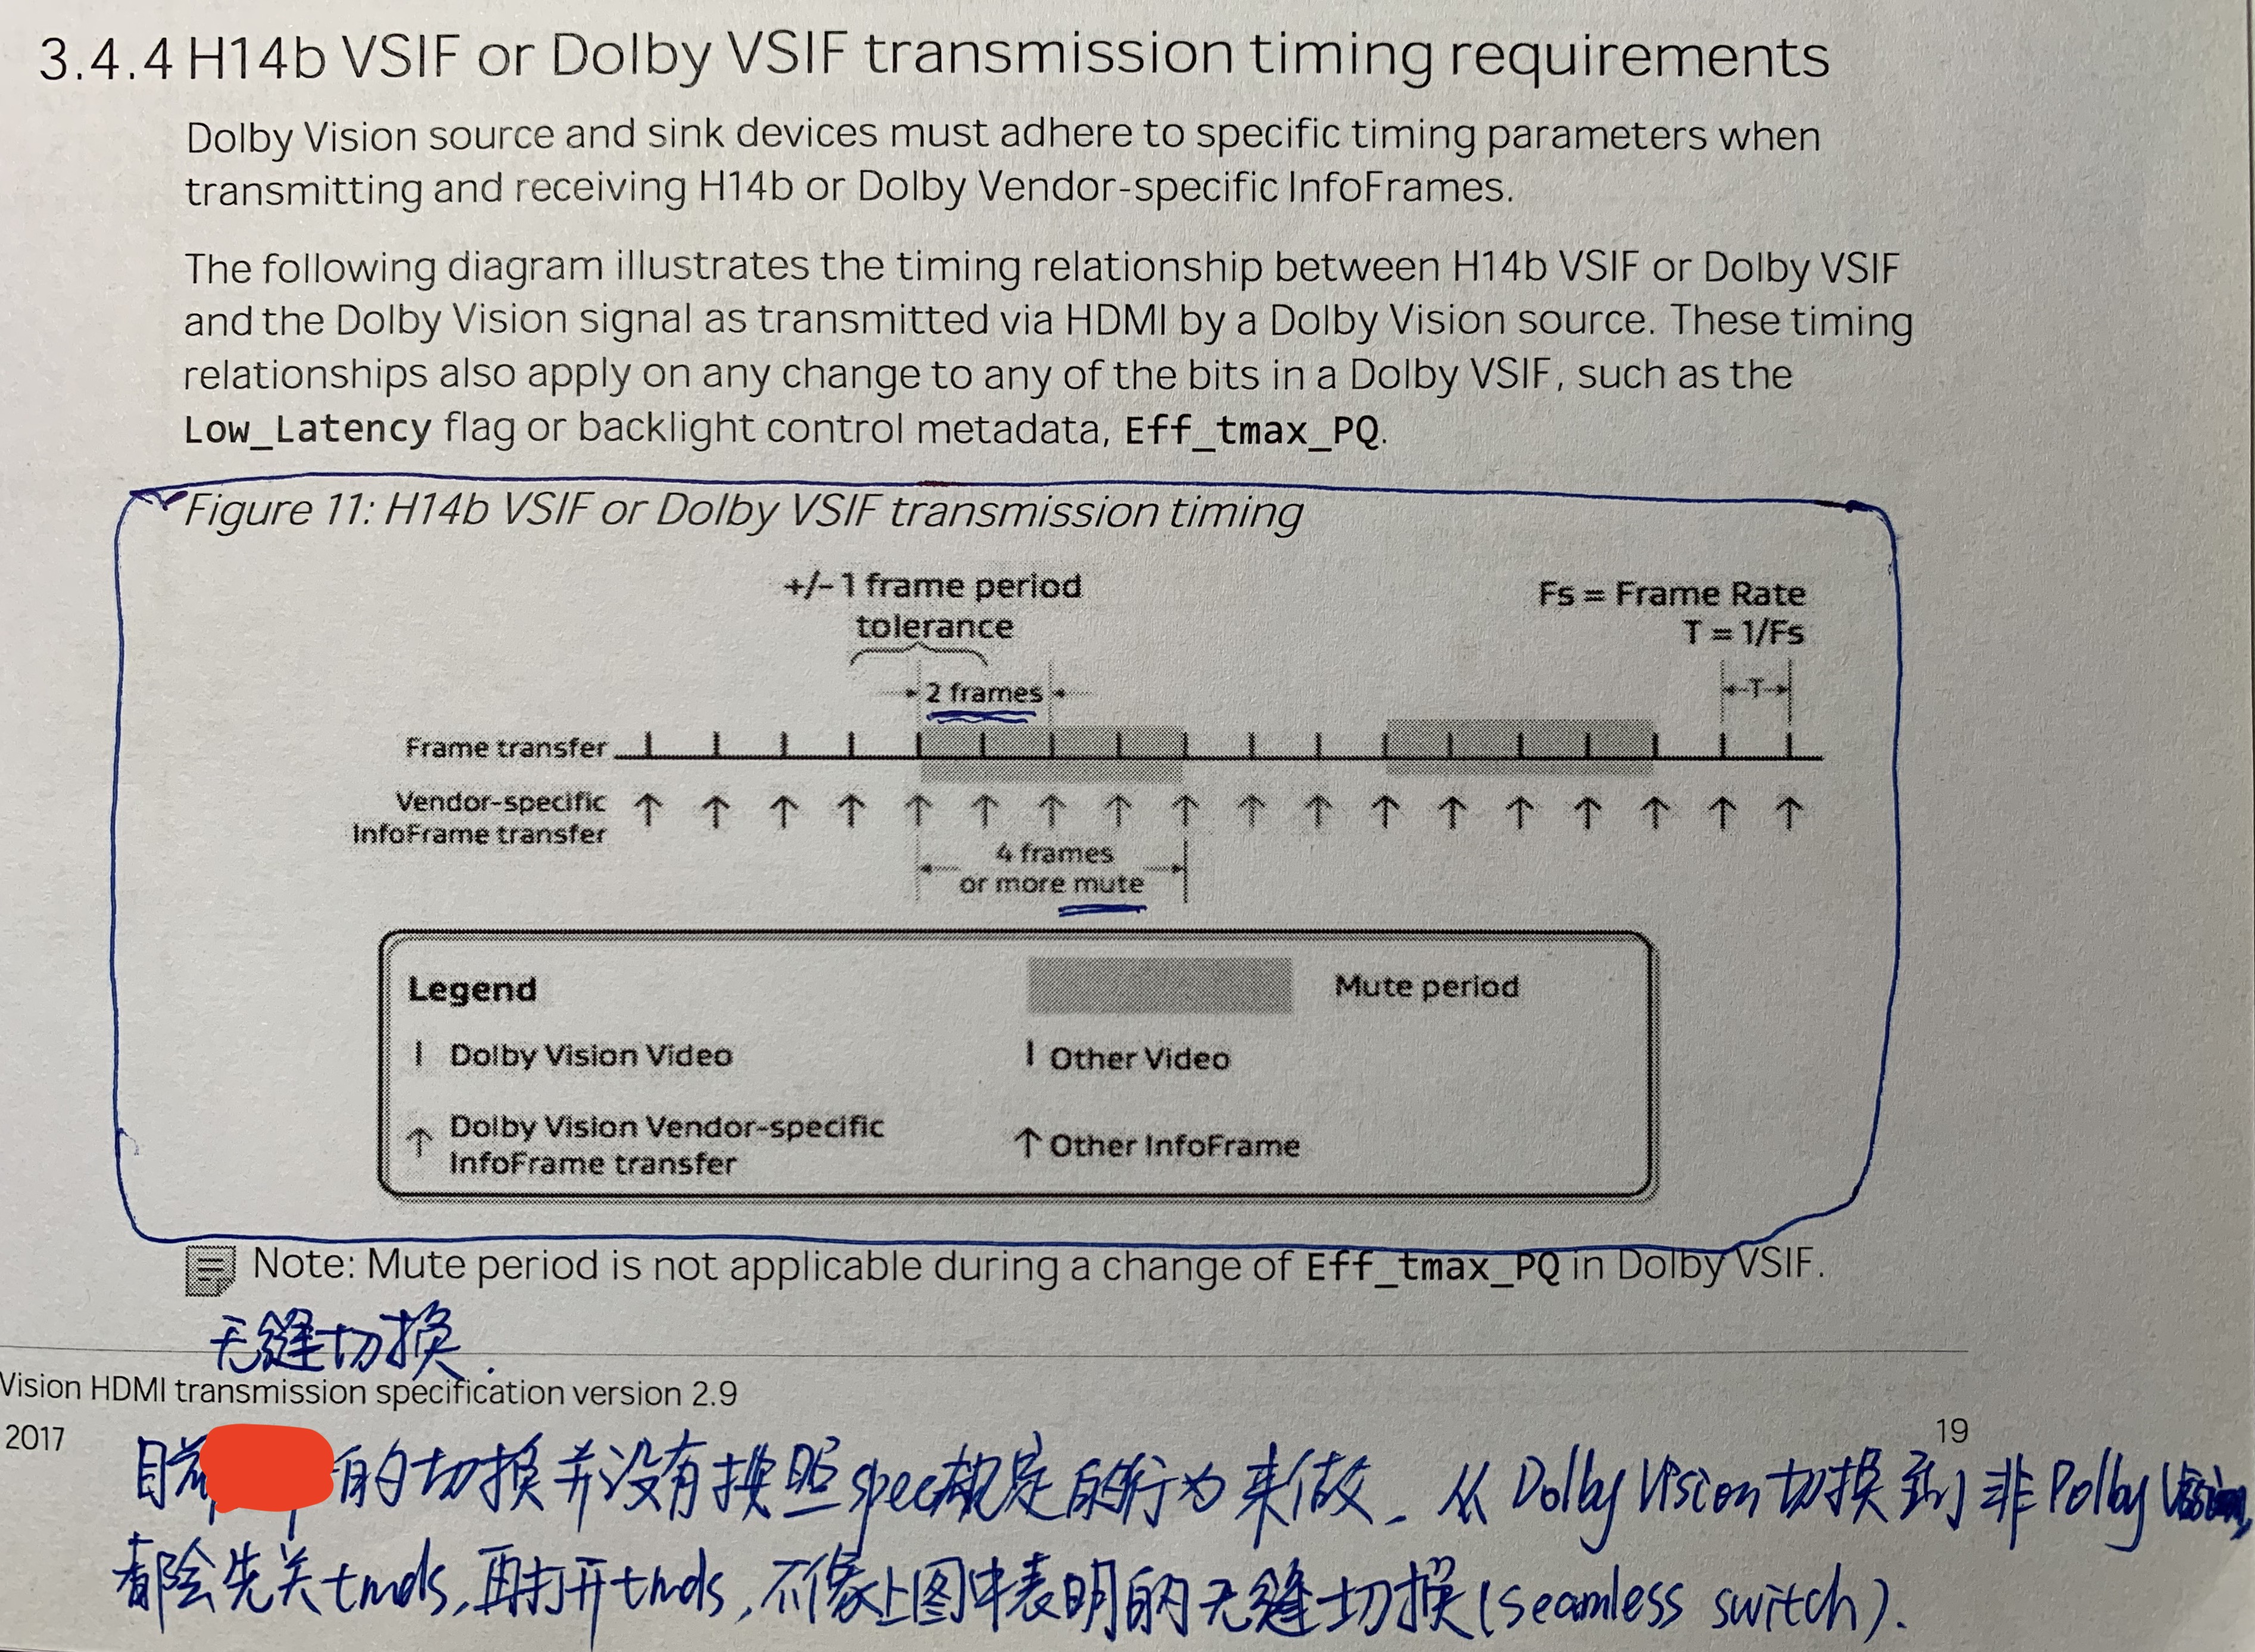 3.4.4 H14b VSIF or Dolby VSIF transmission timing requirements
Dolby Vision source and sink devices must adhere to specific timing parameters when
transmitting and receiving H14b or Dolby Vendor-specific InfoFrames.
The following diagram illustrates the timing relationship between H14b VSIF or Dolby VSIF
and the Dolby Vision signal as transmitted via HDMI by a Dolby Vision source. These timing
relationships also apply on any change to any of the bits in a Dolby VSIF, such as the
Low_Latency flag or backlight control metadata, Eff_tmax_PQ.
Figure 11: H14b VSIF or Dolby VSIF transmission timing
+/- 1 frame period
tolerance
Fs = Frame Rate
T = 1/Fs
2 frames
T
Frame transfer
Vendor-specific
InfoFrame transfer
4 frames
or more mute
Legend
Mute period
Dolby Vision Video
Other Video
Dolby Vision Vendor-specific
InfoFrame transfer
Other InfoFrame
Note: Mute period is not applicable during a change of Eff_tmax_PQ in Dolby VSIF.
无缝切换.
Vision HDMI transmission specification version 2.9
2017
19
目前 的切换并没有按照spec规定的行为来做. 从Dolby Vision切换到非Dolby Vision,
都会先关tmds,再打开tmds,不像上图中表明的无缝切换(seamless switch).